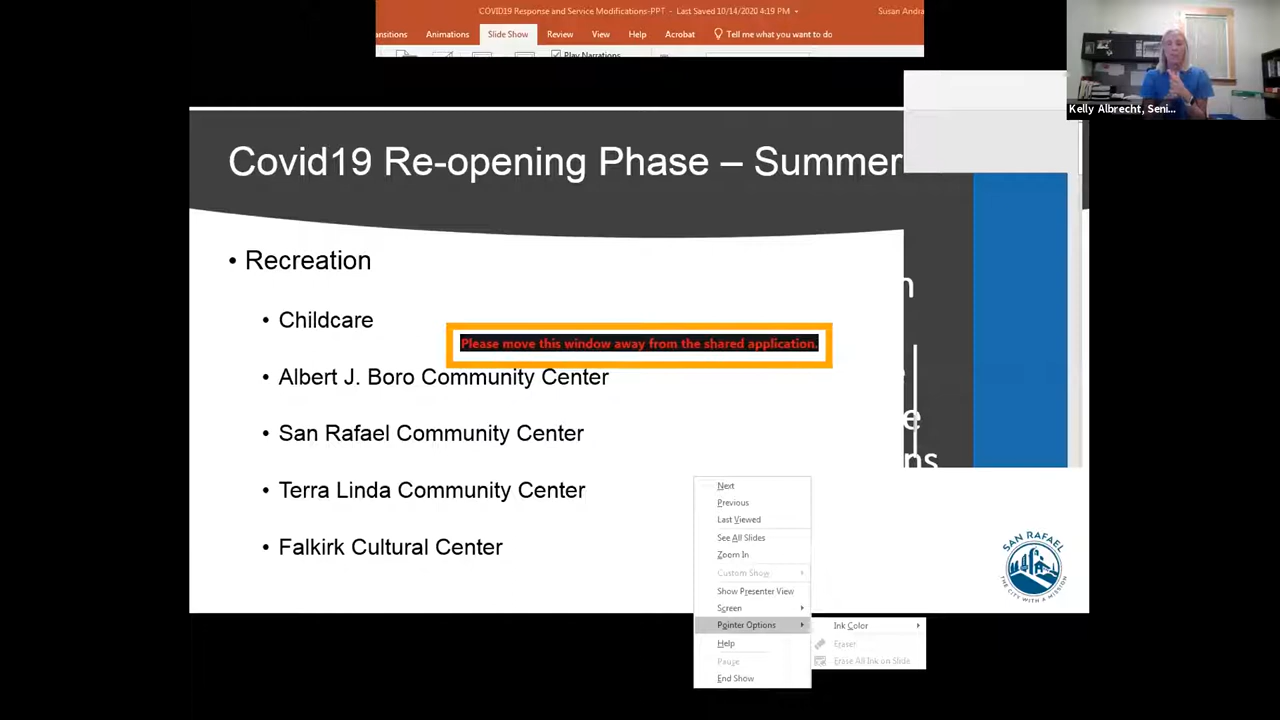 COVID19 Response and Service Modifications-PPT - Last Saved 10/14/2020 4:19 PM
Susan Andra
Animations Slide Show Review View Help Acrobat Tell me what you want to do
Play Narrations
Kelly Albrecht, Seni...
Covid19 Re-opening Phase – Summer
• Recreation
• Childcare
Please move this window away from the shared application.
• Albert J. Boro Community Center
• San Rafael Community Center
• Terra Linda Community Center
• Falkirk Cultural Center
Next
Previous
Last Viewed
See All Slides
Zoom In
Custom Show
Show Presenter View
Screen
Pointer Options
Help
Pause
End Show
Ink Color
Eraser
Erase All Ink on Slide
SAN RAFAEL
THE CITY WITH A MISSION